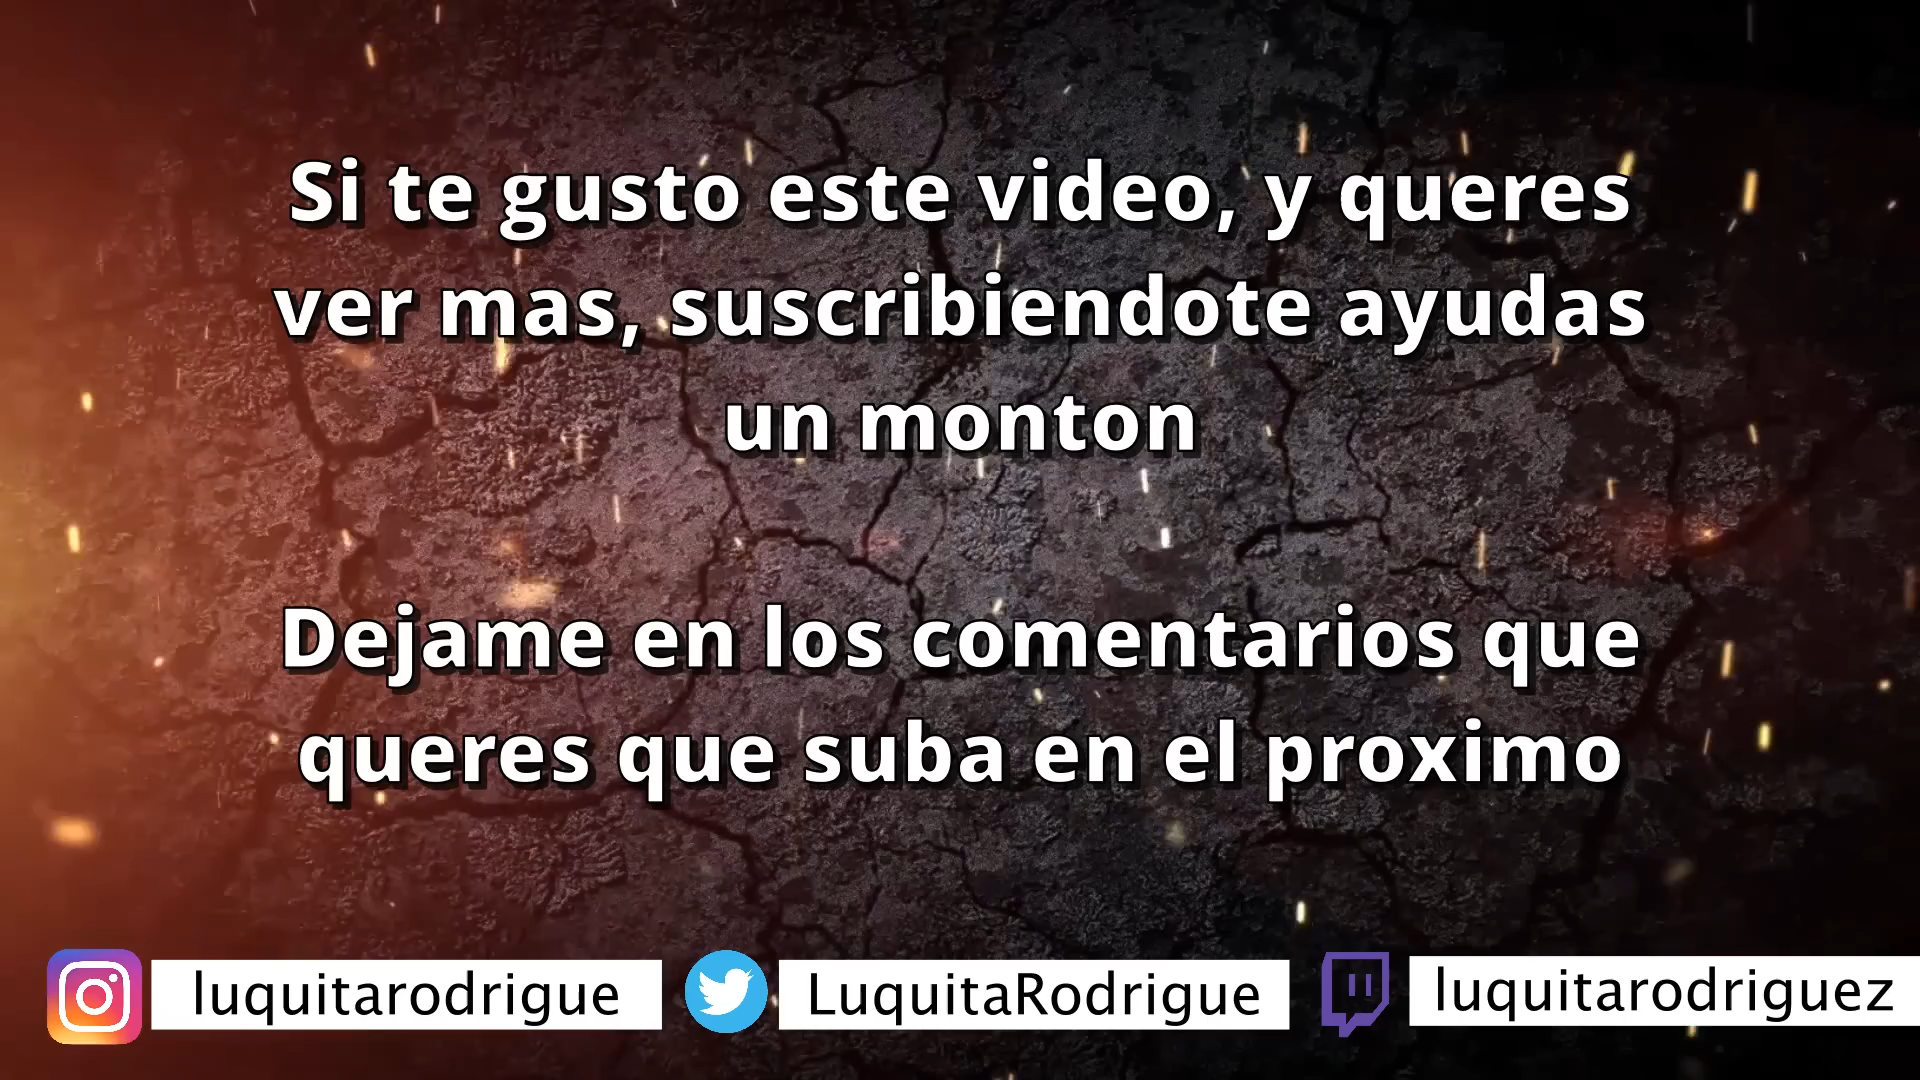 Si te gusto este video, y queres
ver mas, suscribiendote ayudas
un monton
Dejame en los comentarios que
queres que suba en el proximo
luquitarodrigue
LuquitaRodrigue
luquitarodriguez